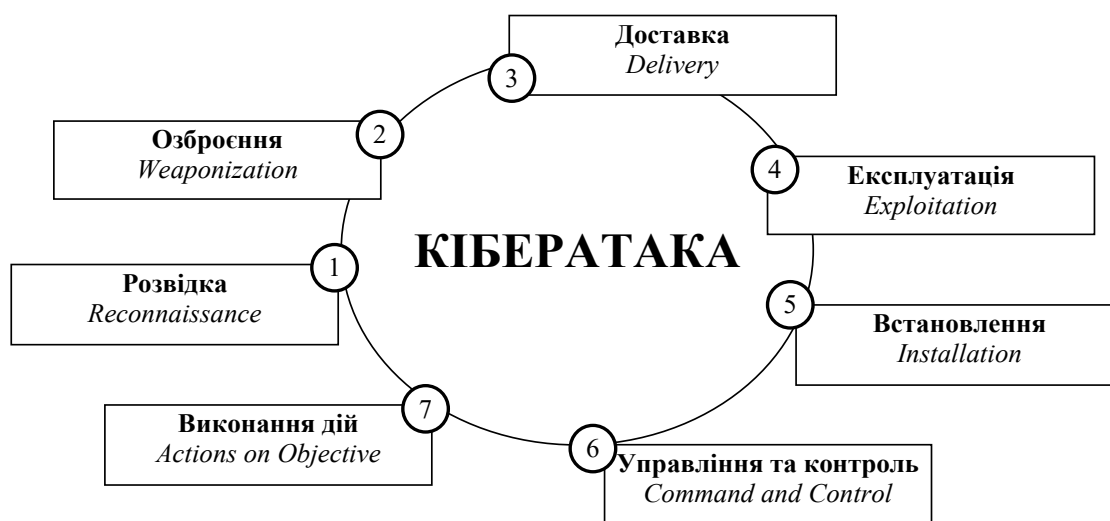 Доставка
Delivery
3
2
Озброєння
Weaponization
4
Експлуатація
Exploitation
КІБЕРАТАКА
1
Розвідка
Reconnaissance
5
Встановлення
Installation
7
Виконання дій
Actions on Objective
6
Управління та контроль
Command and Control